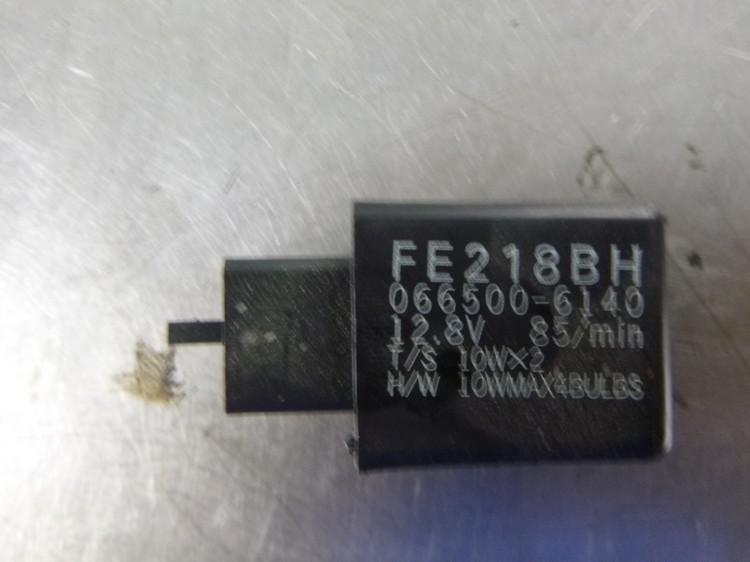 FE218BH
066500-6140
12.8V 85/min
T/S 10W×2
H/W 10WMAX4BULBS